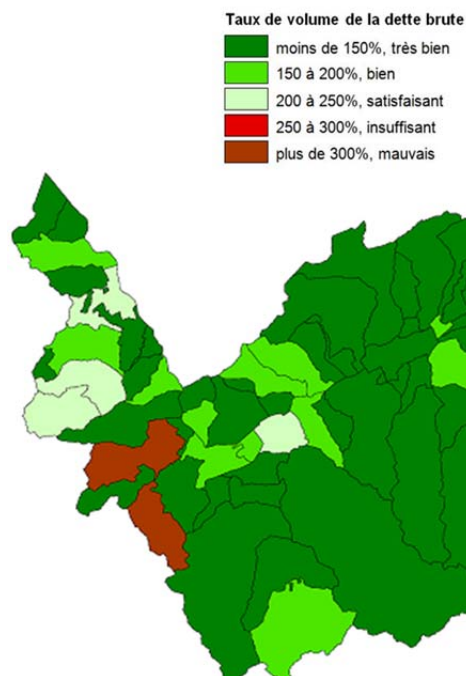 Taux de volume de la dette brute
moins de 150%, très bien
150 à 200%, bien
200 à 250%, satisfaisant
250 à 300%, insuffisant
plus de 300%, mauvais